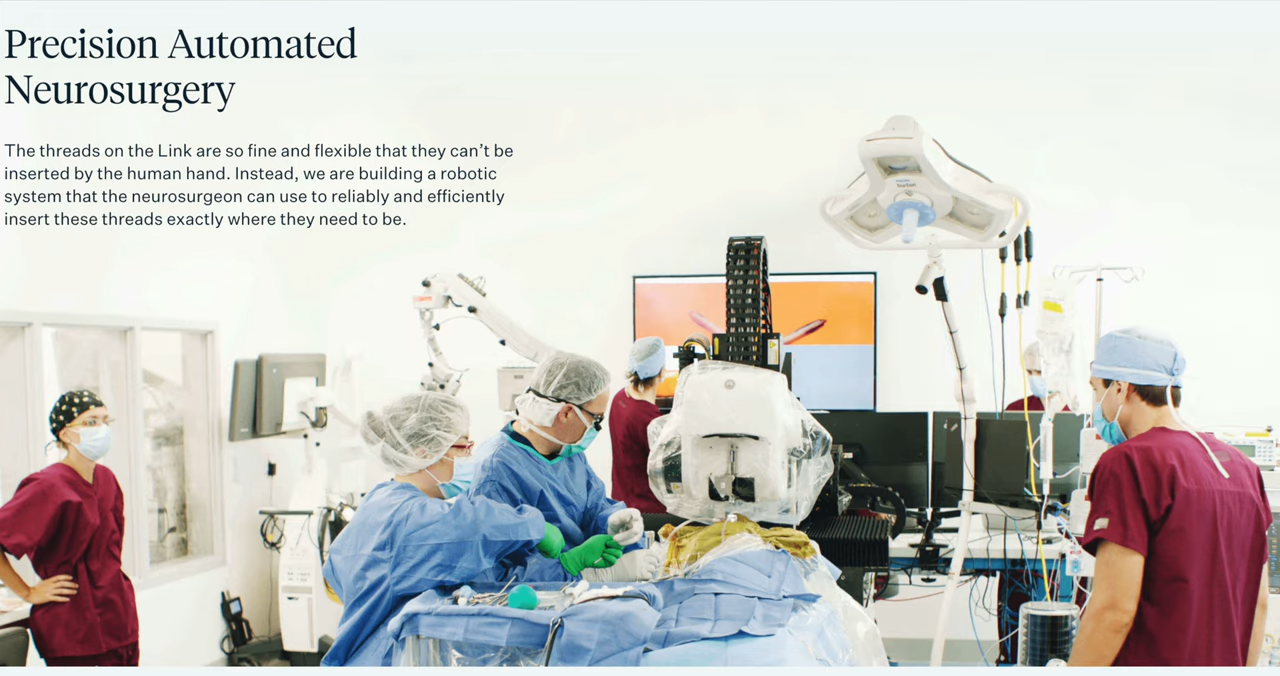 Precision Automated
Neurosurgery
The threads on the Link are so fine and flexible that they can’t be
inserted by the human hand. Instead, we are building a robotic
system that the neurosurgeon can use to reliably and efficiently
insert these threads exactly where they need to be.